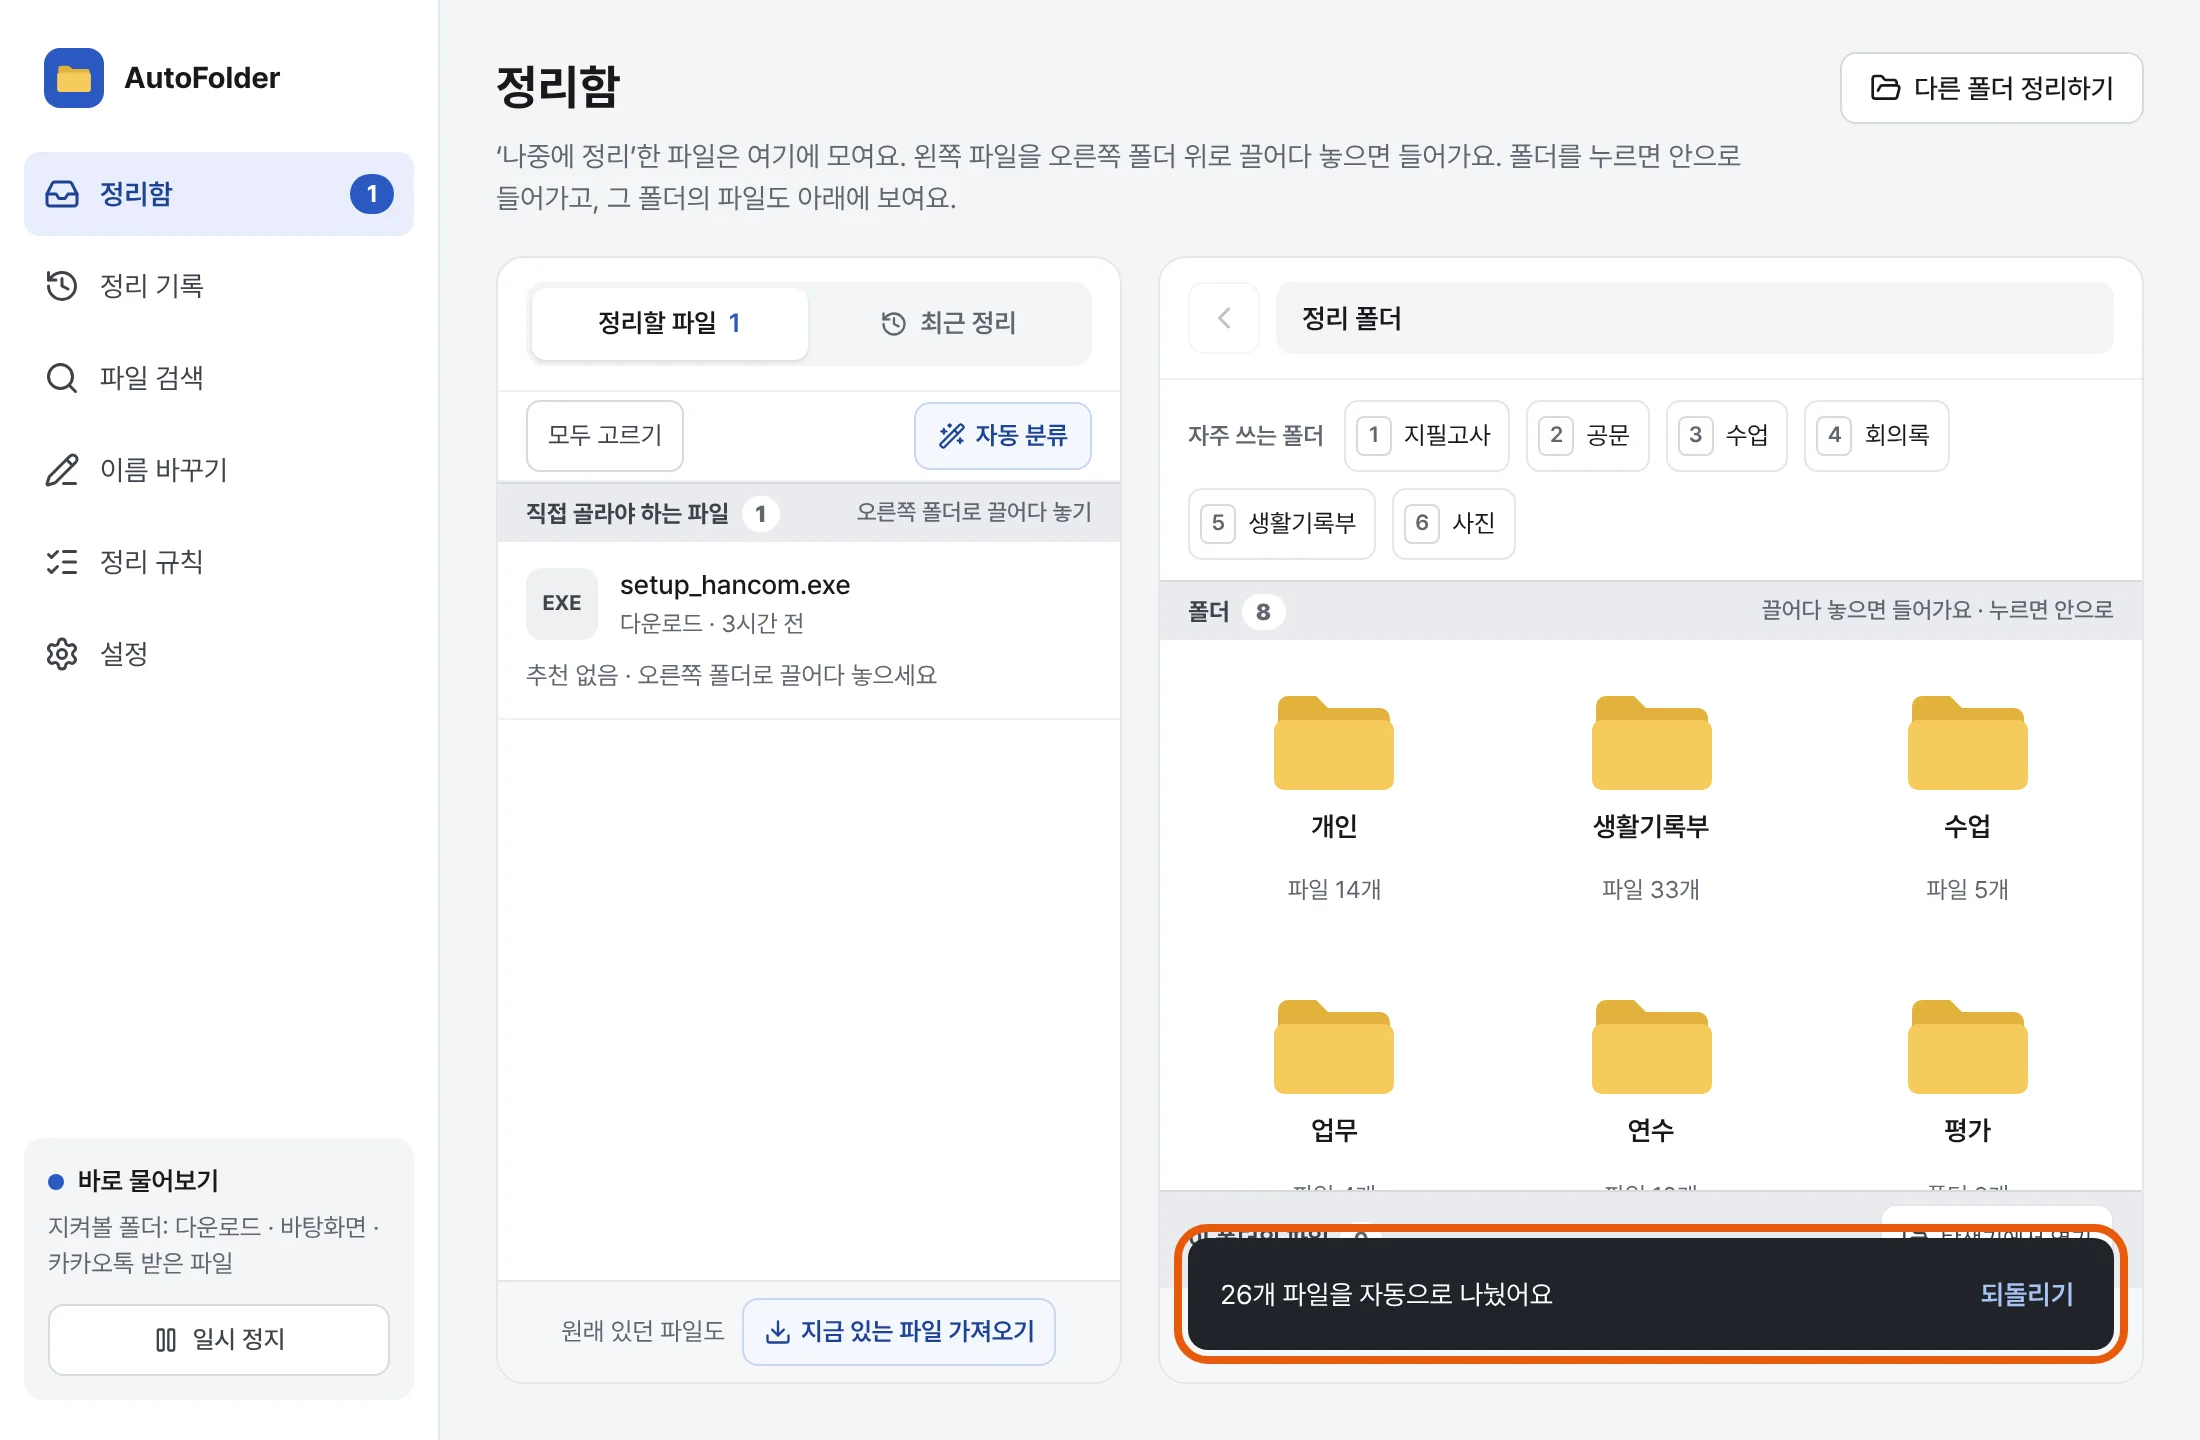 AutoFolder
정리함
1
정리 기록
파일 검색
이름 바꾸기
정리 규칙
설정
바로 물어보기
지켜볼 폴더: 다운로드 · 바탕화면 ·
카카오톡 받은 파일
일시 정지
정리함
다른 폴더 정리하기
‘나중에 정리’한 파일은 여기에 모여요. 왼쪽 파일을 오른쪽 폴더 위로 끌어다 놓으면 들어가요. 폴더를 누르면 안으로
들어가고, 그 폴더의 파일도 아래에 보여요.
정리할 파일 1
최근 정리
모두 고르기
자동 분류
직접 골라야 하는 파일 1
오른쪽 폴더로 끌어다 놓기
EXE
setup_hancom.exe
다운로드 · 3시간 전
추천 없음 · 오른쪽 폴더로 끌어다 놓으세요
원래 있던 파일도
지금 있는 파일 가져오기
정리 폴더
자주 쓰는 폴더
1 지필고사
2 공문
3 수업
4 회의록
5 생활기록부
6 사진
폴더 8
끌어다 놓으면 들어가요 · 누르면 안으로
개인
파일 14개
생활기록부
파일 33개
수업
파일 5개
업무
연수
평가
26개 파일을 자동으로 나눴어요
되돌리기